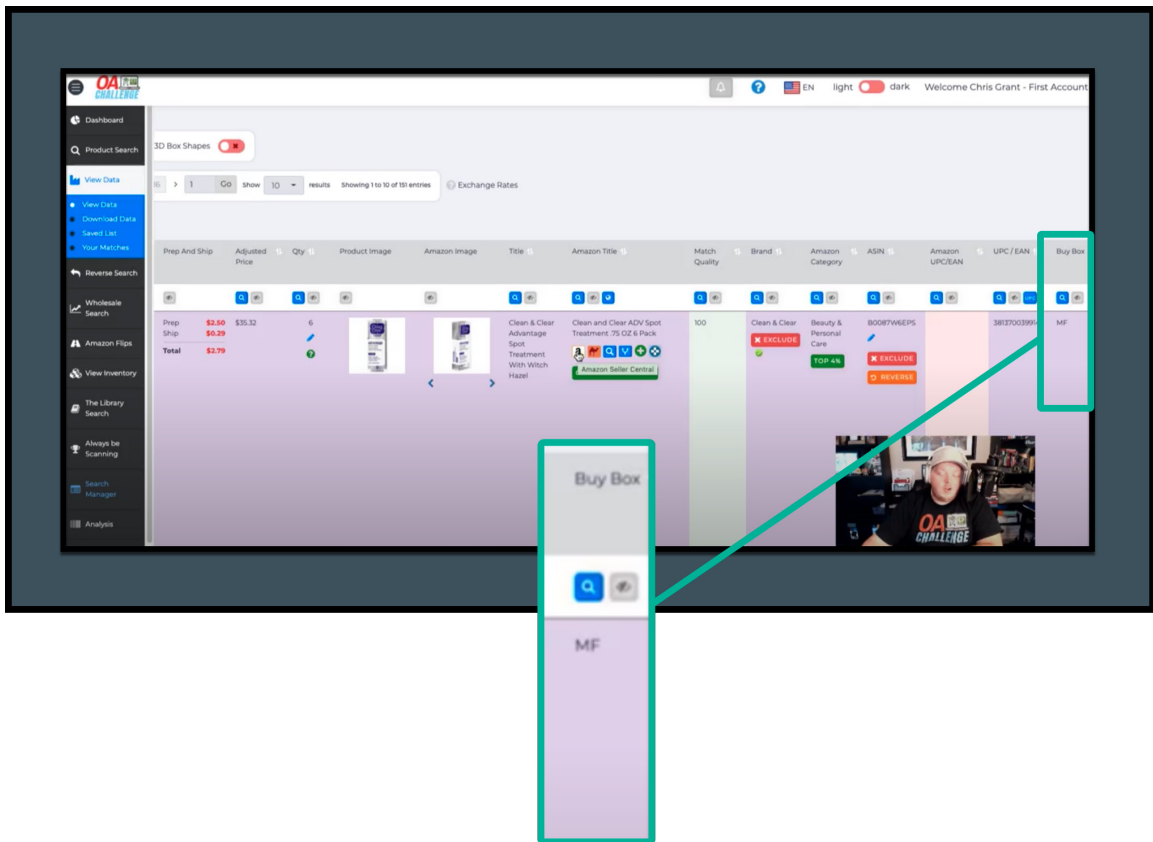 OA
CHALLENGE
EN light dark Welcome Chris Grant - First Account
Dashboard
Product Search
View Data
View Data
Download Data
Saved List
Your Matches
Reverse Search
Wholesale
Search
Amazon Flips
View Inventory
The Library
Search
Always be
Scanning
Search
Manager
Analysis
3D Box Shapes
16 > 1 Go Show 10 results Showing 1 to 10 of 151 entries Exchange Rates
Prep And Ship
Adjusted
Price
Qty
Product Image
Amazon Image
Title
Amazon Title
Match
Quality
Brand
Amazon
Category
ASIN
Amazon
UPC/EAN
UPC / EAN
Buy Box
UPC
Prep $2.50
Ship $0.29
Total $2.79
$35.32
6
Clean & Clear
Advantage
Spot
Treatment
With Witch
Hazel
Clean and Clear ADV Spot
Treatment .75 OZ 6 Pack
Amazon Seller Central
100
Clean & Clear
EXCLUDE
Beauty &
Personal
Care
TOP 4%
B0087W6EPS
EXCLUDE
REVERSE
MF
OA
CHALLENGE
Buy Box
MF